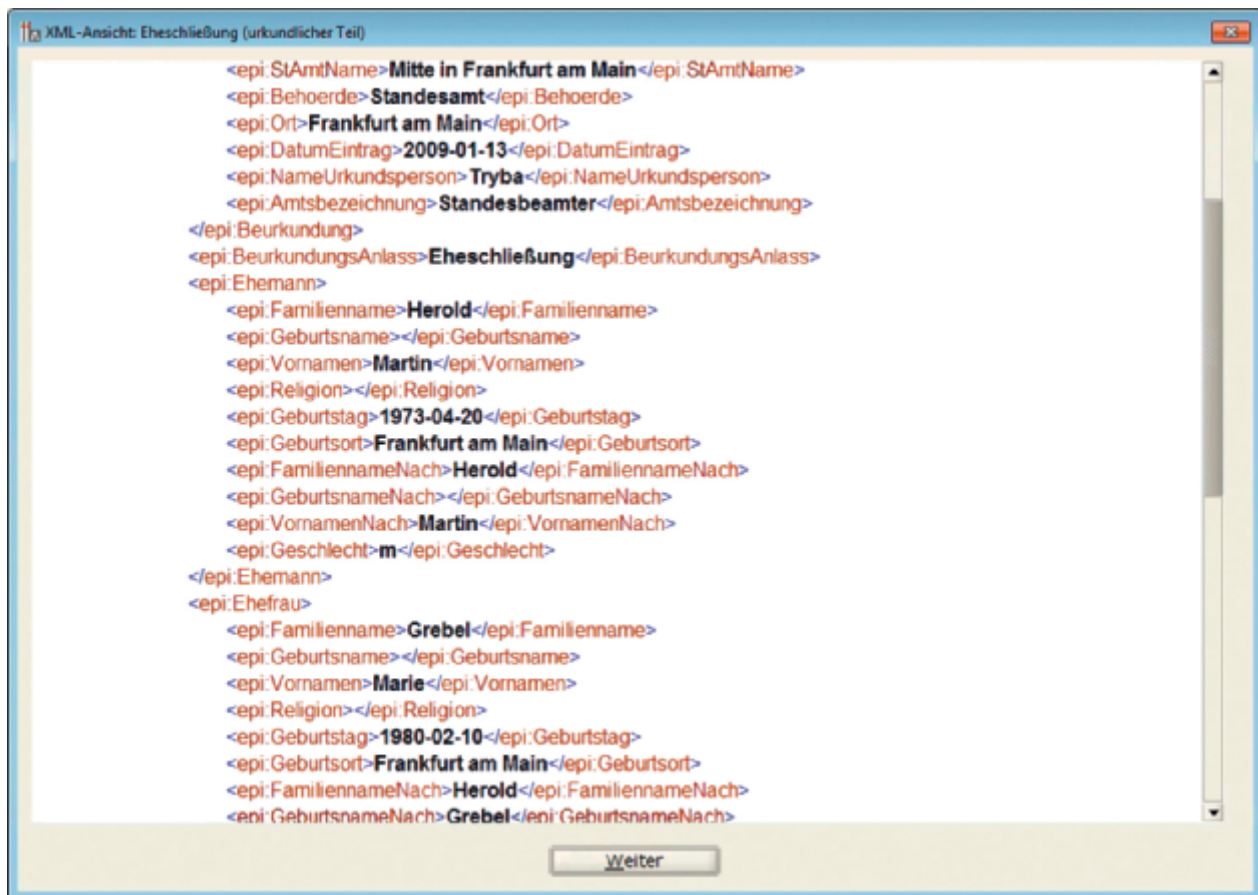 XML-Ansicht: Eheschließung (urkundlicher Teil)
<epi:StAmtName>Mitte in Frankfurt am Main</epi:StAmtName>
<epi:Behoerde>Standesamt</epi:Behoerde>
<epi:Ort>Frankfurt am Main</epi:Ort>
<epi:DatumEintrag>2009-01-13</epi:DatumEintrag>
<epi:NameUrkundsperson>Tryba</epi:NameUrkundsperson>
<epi:Amtsbezeichnung>Standesbeamter</epi:Amtsbezeichnung>
</epi:Beurkundung>
<epi:BeurkundungsAnlass>Eheschließung</epi:BeurkundungsAnlass>
<epi:Ehemann>
<epi:Familienname>Herold</epi:Familienname>
<epi:Geburtsname></epi:Geburtsname>
<epi:Vornamen>Martin</epi:Vornamen>
<epi:Religion></epi:Religion>
<epi:Geburtstag>1973-04-20</epi:Geburtstag>
<epi:Geburtsort>Frankfurt am Main</epi:Geburtsort>
<epi:FamiliennameNach>Herold</epi:FamiliennameNach>
<epi:GeburtsnameNach></epi:GeburtsnameNach>
<epi:VornamenNach>Martin</epi:VornamenNach>
<epi:Geschlecht>m</epi:Geschlecht>
</epi:Ehemann>
<epi:Ehefrau>
<epi:Familienname>Grebel</epi:Familienname>
<epi:Geburtsname></epi:Geburtsname>
<epi:Vornamen>Marie</epi:Vornamen>
<epi:Religion></epi:Religion>
<epi:Geburtstag>1980-02-10</epi:Geburtstag>
<epi:Geburtsort>Frankfurt am Main</epi:Geburtsort>
<epi:FamiliennameNach>Herold</epi:FamiliennameNach>
<epi:GeburtsnameNach>Grebel</epi:GeburtsnameNach>
Weiter